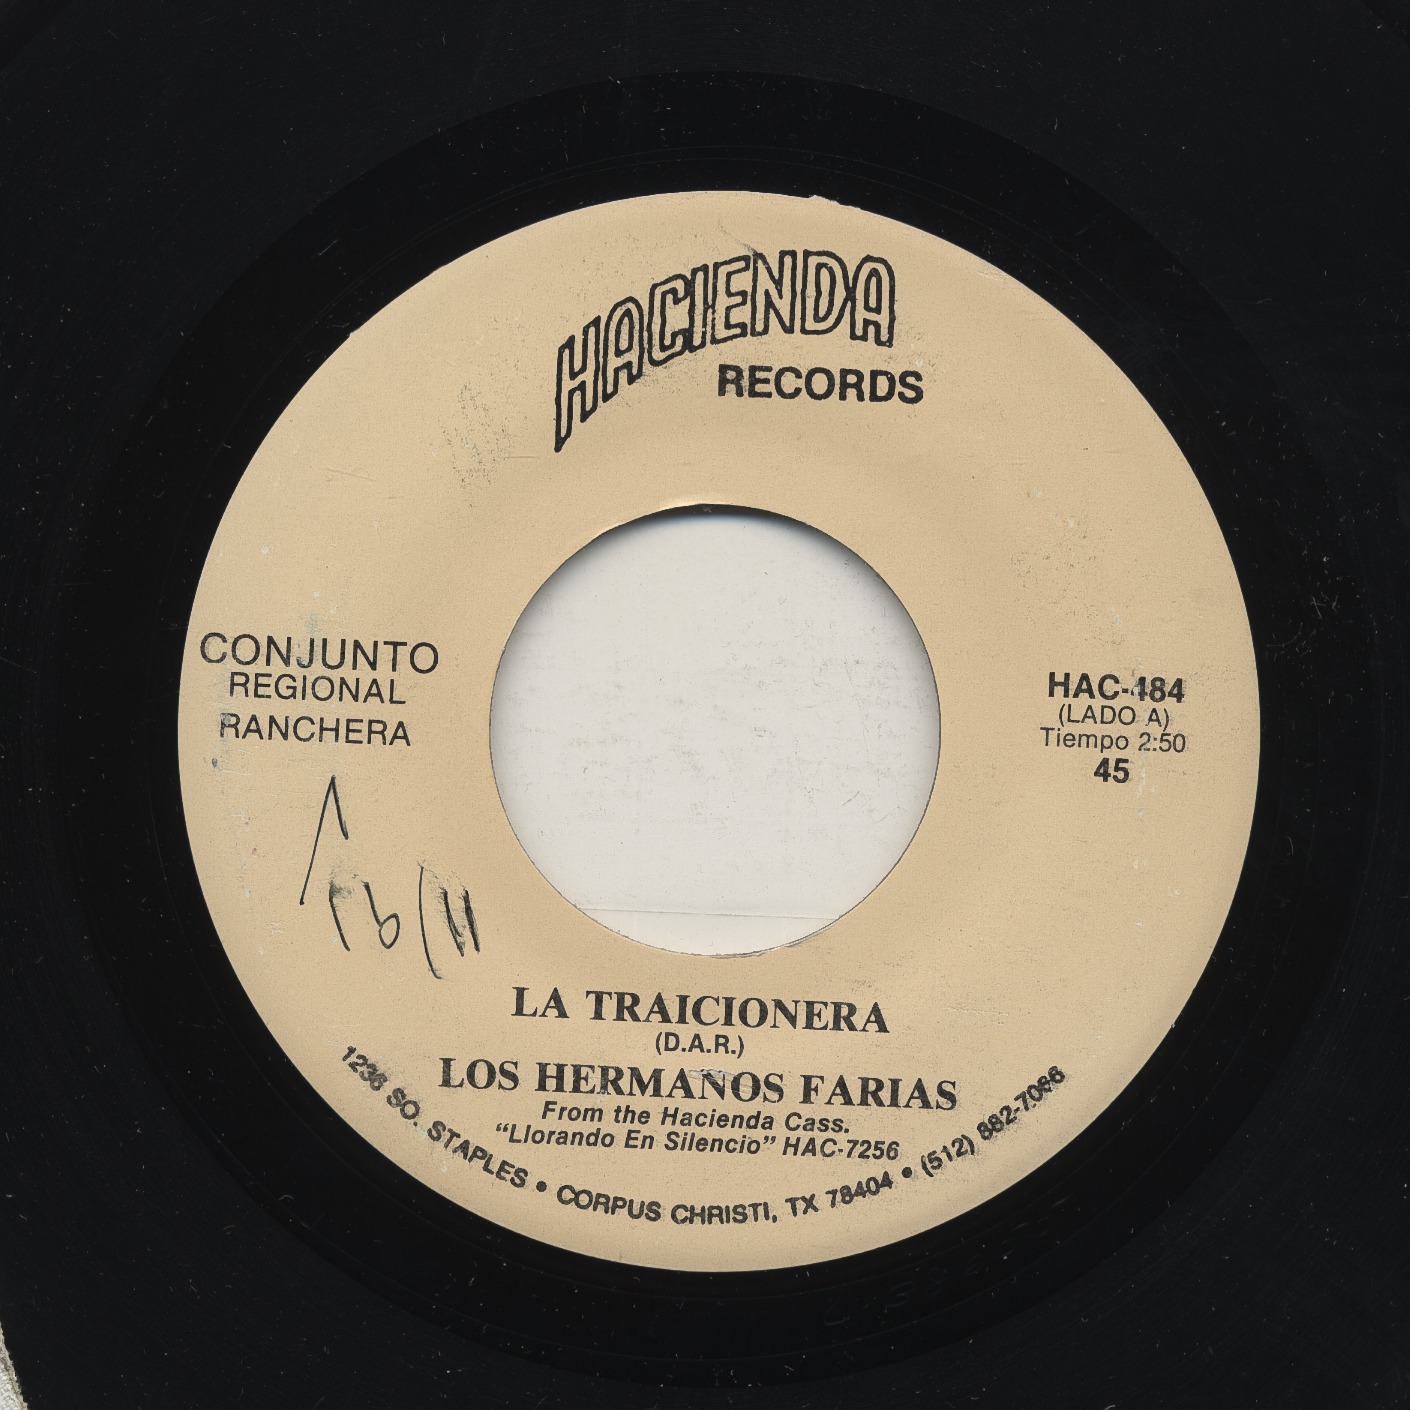 HACIENDA
RECORDS
CONJUNTO
REGIONAL
RANCHERA
HAC-484
(LADO A)
Tiempo 2:50
45
LA TRAICIONERA
(D.A.R.)
LOS HERMANOS FARIAS
From the Hacienda Cass.
"Llorando En Silencio" HAC-7256
1236 SO. STAPLES • CORPUS CHRISTI, TX 78404 • (512) 882-7066